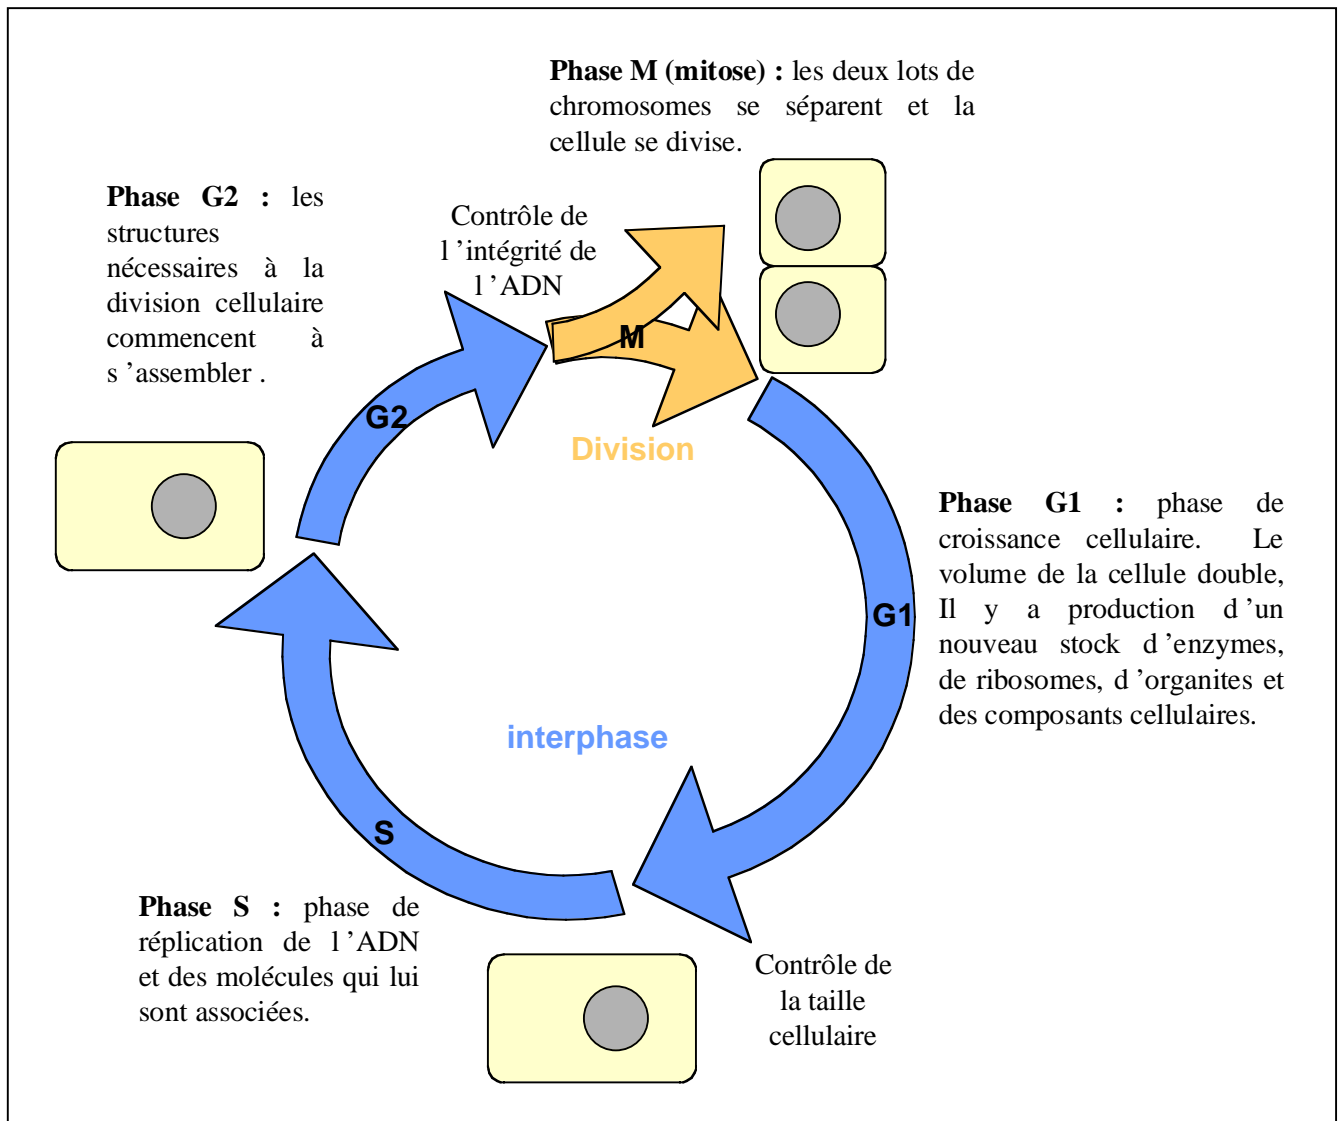 Phase M (mitose) : les deux lots de
chromosomes se séparent et la
cellule se divise.
Phase G2 : les
structures
nécessaires à la
division cellulaire
commencent à
s ’assembler .
Contrôle de
l ’intégrité de
l ’ADN
M
G2
Division
Phase G1 : phase de
croissance cellulaire. Le
volume de la cellule double,
Il y a production d ’un
nouveau stock d ’enzymes,
de ribosomes, d ’organites et
des composants cellulaires.
G1
interphase
S
Phase S : phase de
réplication de l ’ADN
et des molécules qui lui
sont associées.
Contrôle de
la taille
cellulaire